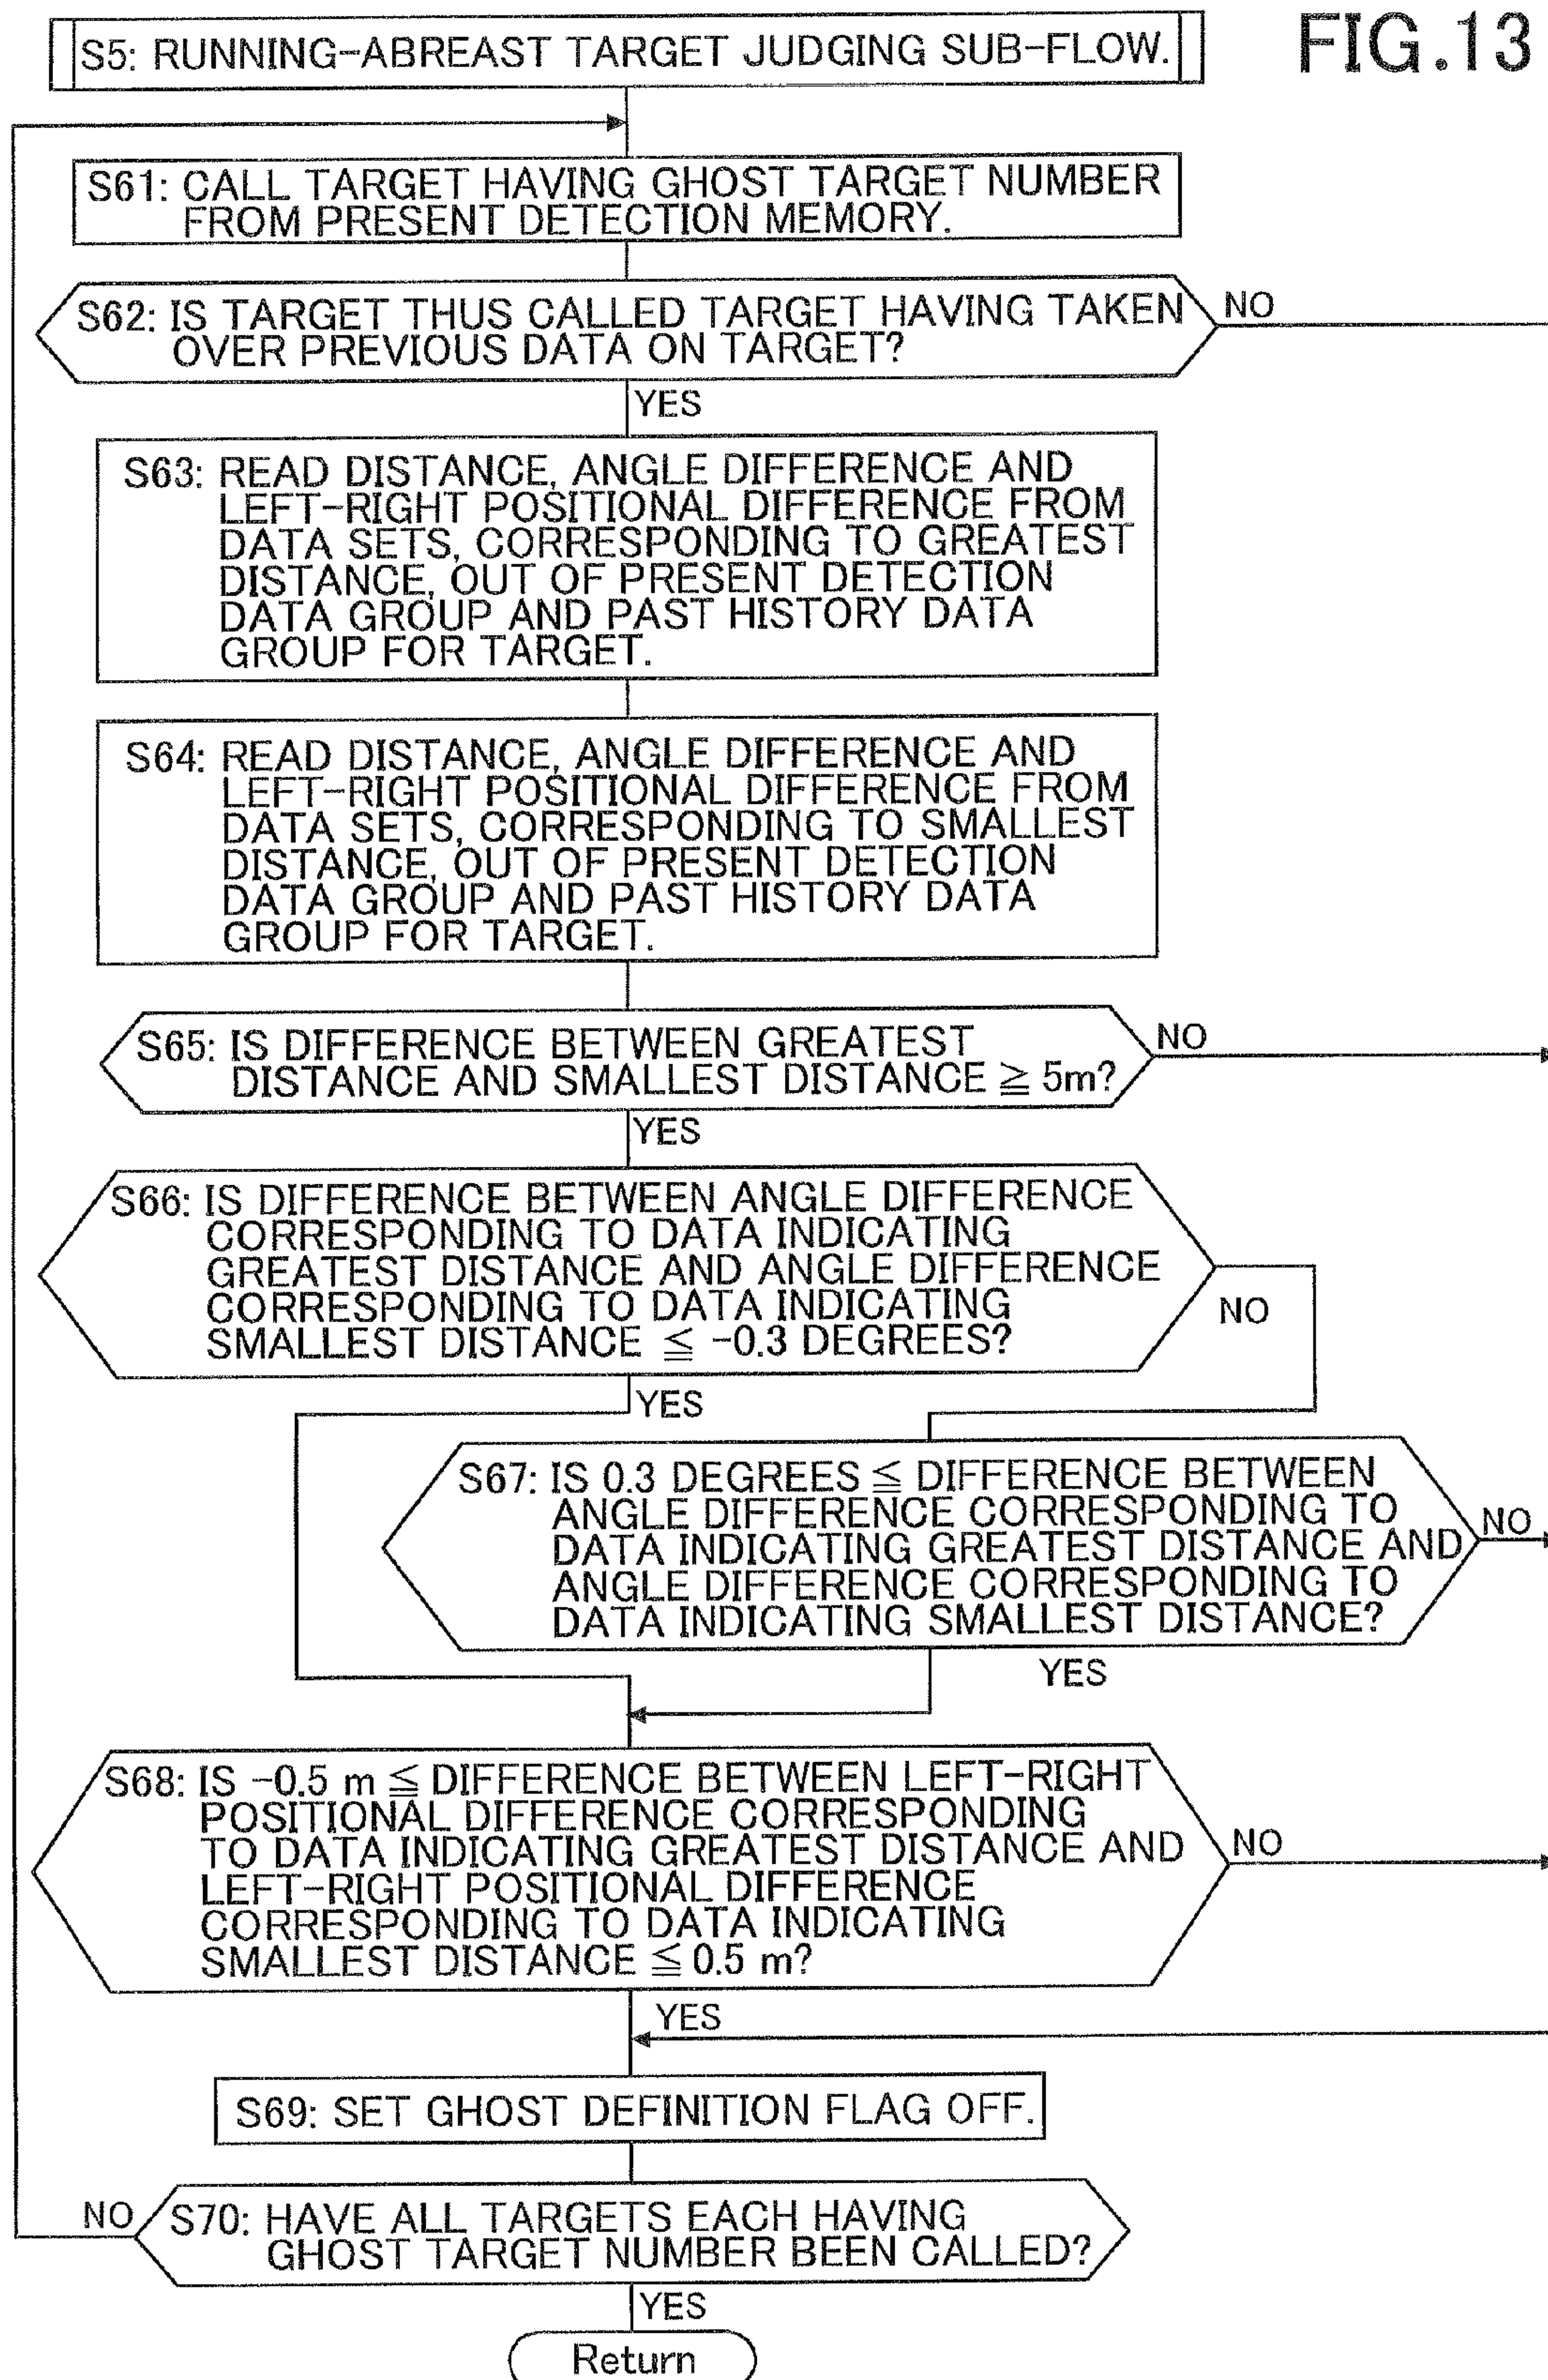 FIG.13
S5: RUNNING-ABREAST TARGET JUDGING SUB-FLOW.
S61: CALL TARGET HAVING GHOST TARGET NUMBER
FROM PRESENT DETECTION MEMORY.
S62: IS TARGET THUS CALLED TARGET HAVING TAKEN
OVER PREVIOUS DATA ON TARGET?
NO
YES
S63: READ DISTANCE, ANGLE DIFFERENCE AND
LEFT-RIGHT POSITIONAL DIFFERENCE FROM
DATA SETS, CORRESPONDING TO GREATEST
DISTANCE, OUT OF PRESENT DETECTION
DATA GROUP AND PAST HISTORY DATA
GROUP FOR TARGET.
S64: READ DISTANCE, ANGLE DIFFERENCE AND
LEFT-RIGHT POSITIONAL DIFFERENCE FROM
DATA SETS, CORRESPONDING TO SMALLEST
DISTANCE, OUT OF PRESENT DETECTION
DATA GROUP AND PAST HISTORY DATA
GROUP FOR TARGET.
S65: IS DIFFERENCE BETWEEN GREATEST
DISTANCE AND SMALLEST DISTANCE ≧ 5m?
NO
YES
S66: IS DIFFERENCE BETWEEN ANGLE DIFFERENCE
CORRESPONDING TO DATA INDICATING
GREATEST DISTANCE AND ANGLE DIFFERENCE
CORRESPONDING TO DATA INDICATING
SMALLEST DISTANCE ≦ -0.3 DEGREES?
NO
YES
S67: IS 0.3 DEGREES ≦ DIFFERENCE BETWEEN
ANGLE DIFFERENCE CORRESPONDING TO
DATA INDICATING GREATEST DISTANCE AND
ANGLE DIFFERENCE CORRESPONDING TO
DATA INDICATING SMALLEST DISTANCE?
NO
YES
S68: IS -0.5 m ≦ DIFFERENCE BETWEEN LEFT-RIGHT
POSITIONAL DIFFERENCE CORRESPONDING
TO DATA INDICATING GREATEST DISTANCE AND
LEFT-RIGHT POSITIONAL DIFFERENCE
CORRESPONDING TO DATA INDICATING
SMALLEST DISTANCE ≦ 0.5 m?
NO
YES
S69: SET GHOST DEFINITION FLAG OFF.
NO
S70: HAVE ALL TARGETS EACH HAVING
GHOST TARGET NUMBER BEEN CALLED?
YES
Return